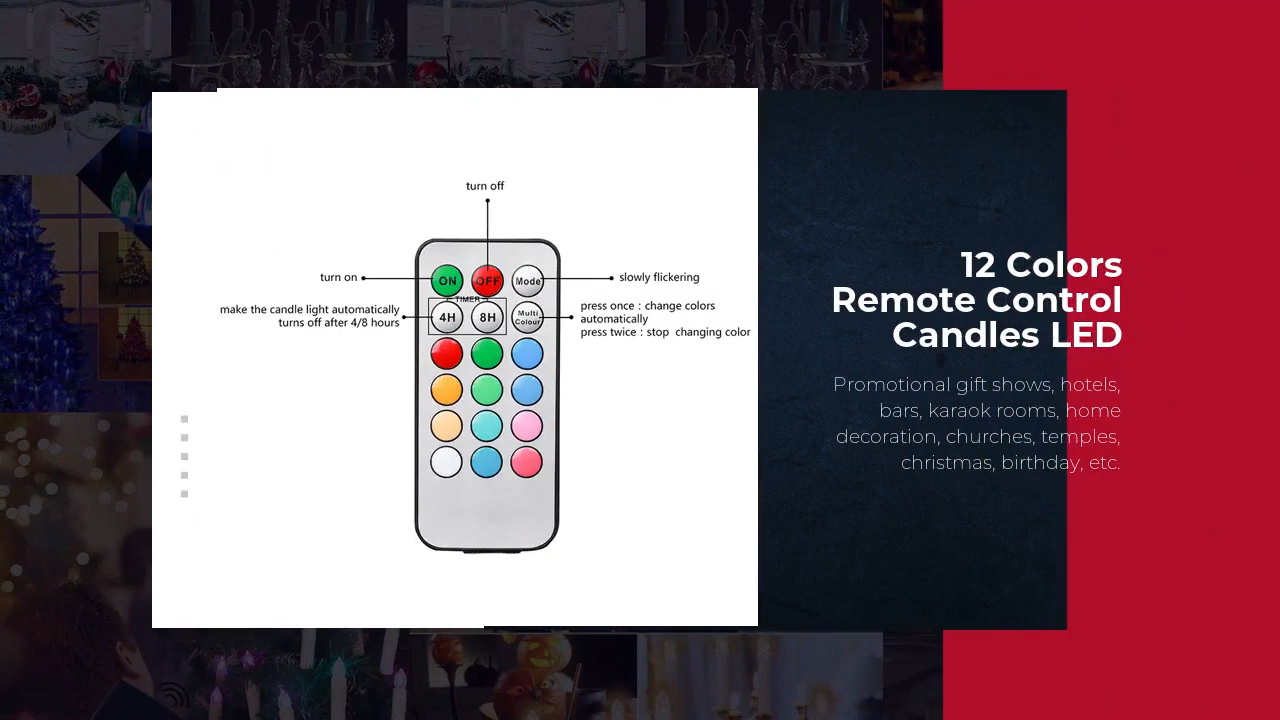 turn off
turn on
ON
OFF
Mode
slowly flickering
TIMER
make the candle light automatically
turns off after 4/8 hours
4H
8H
Multi
Colour
press once : change colors
automatically
press twice : stop changing color
12 Colors
Remote Control
Candles LED
Promotional gift shows, hotels,
bars, karaok rooms, home
decoration, churches, temples,
christmas, birthday, etc.